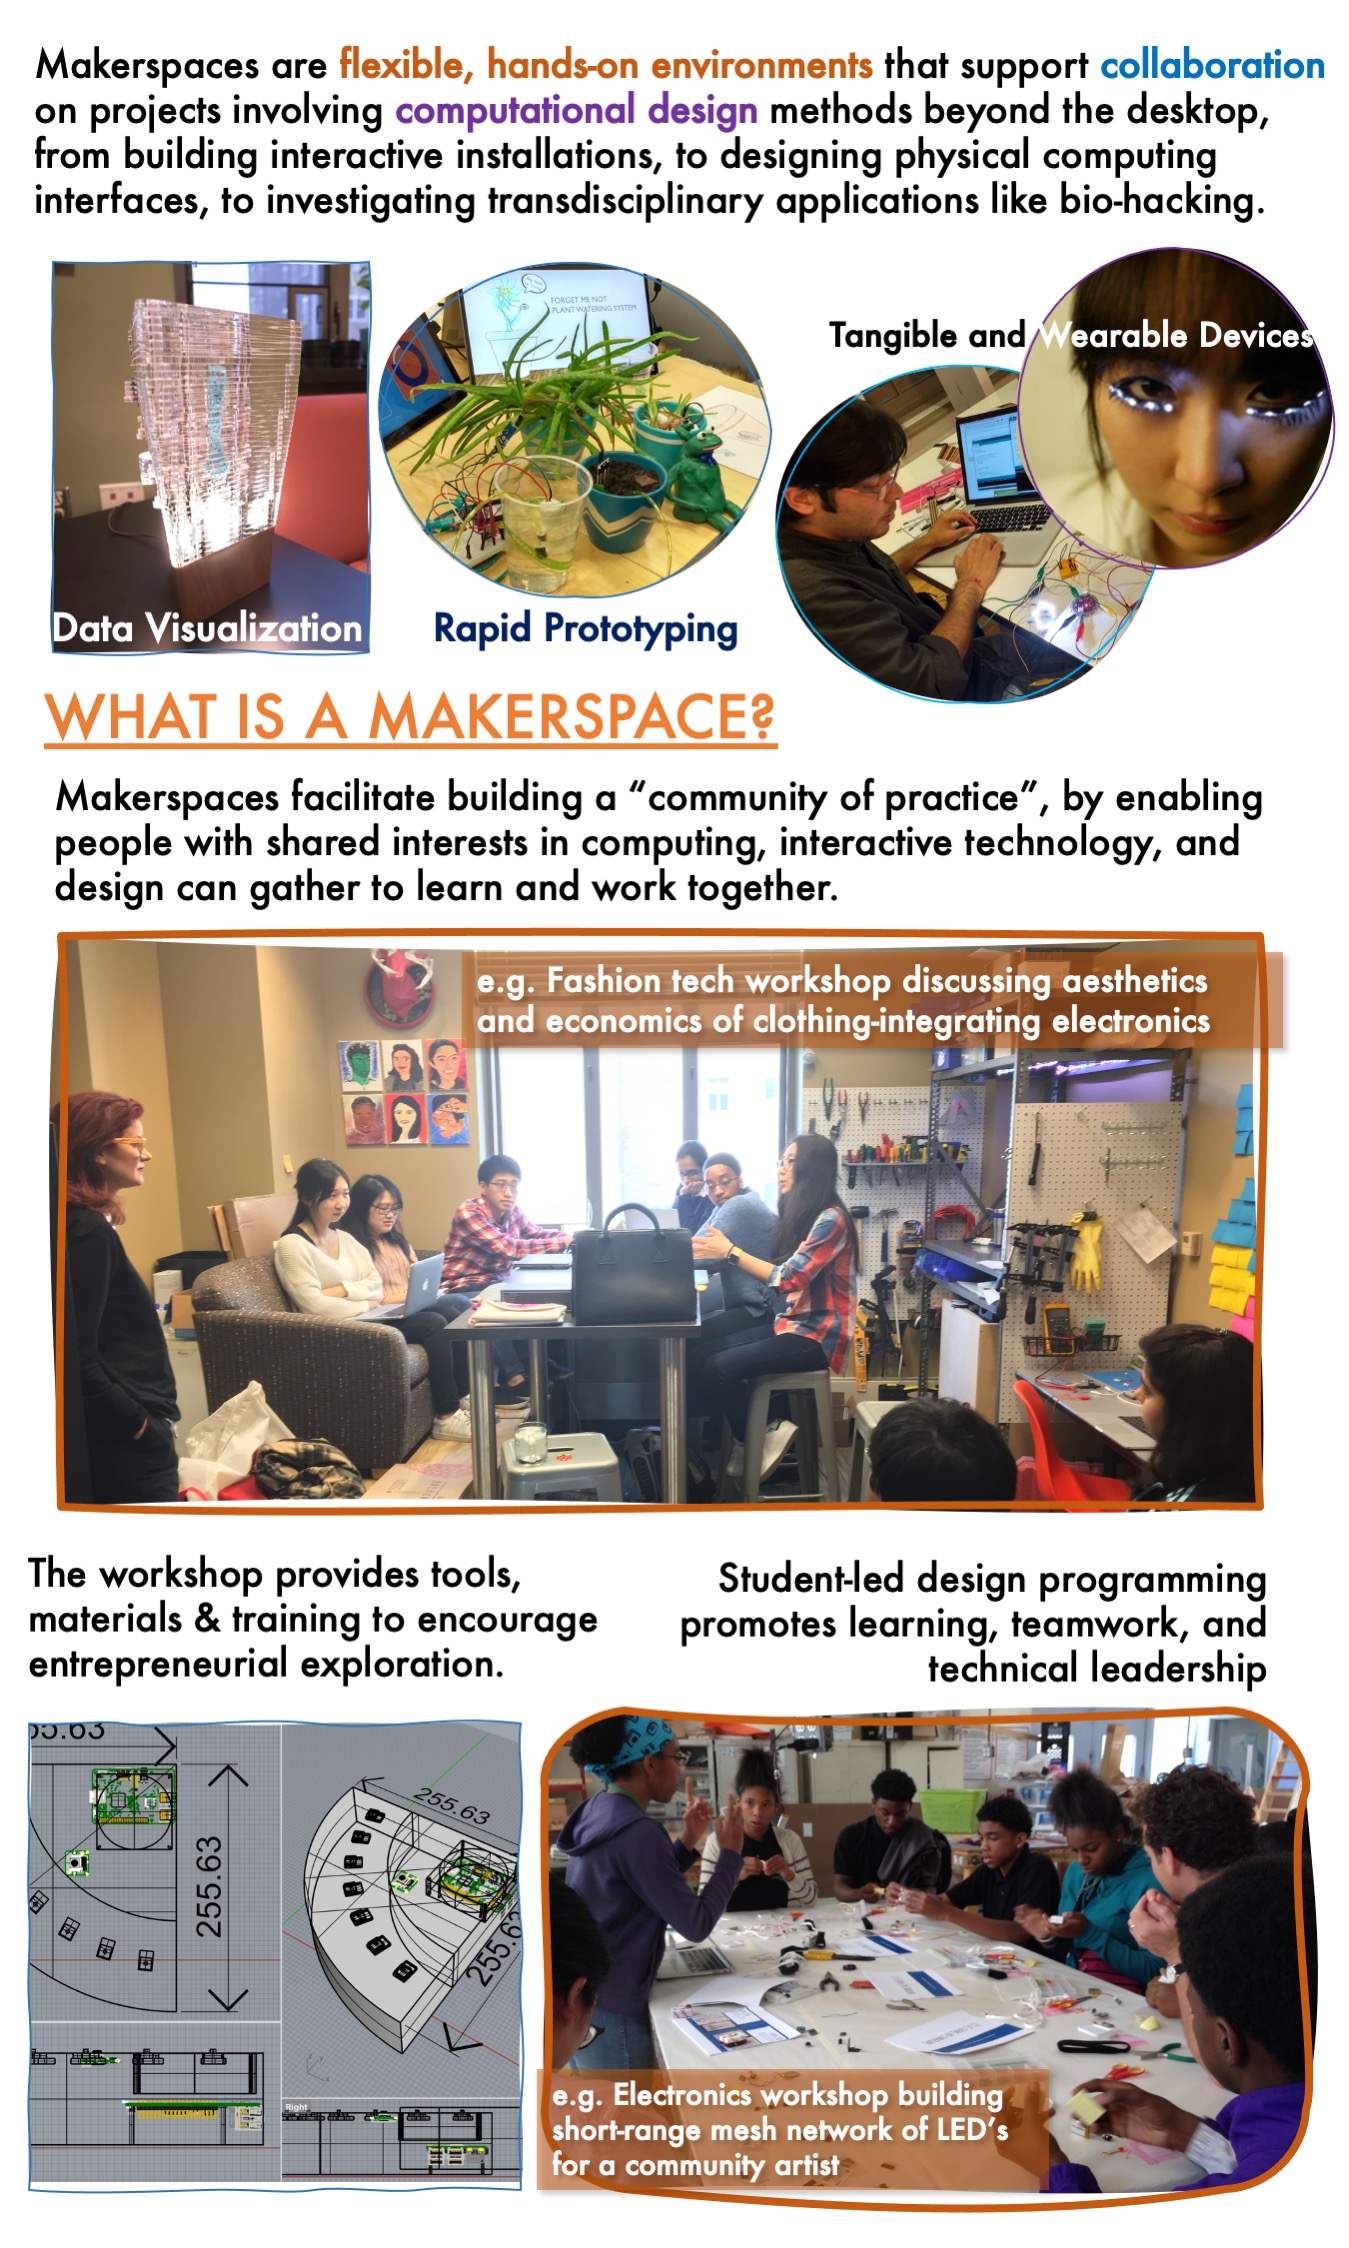 Makerspaces are flexible, hands-on environments that support collaboration
on projects involving computational design methods beyond the desktop,
from building interactive installations, to designing physical computing
interfaces, to investigating transdisciplinary applications like bio-hacking.
FORGET ME NOT
PLANT WATERING SYSTEM
Tangible and Wearable Devices
Data Visualization
Rapid Prototyping
WHAT IS A MAKERSPACE?
Makerspaces facilitate building a “community of practice”, by enabling
people with shared interests in computing, interactive technology, and
design can gather to learn and work together.
e.g. Fashion tech workshop discussing aesthetics
and economics of clothing-integrating electronics
The workshop provides tools,
materials & training to encourage
entrepreneurial exploration.
Student-led design programming
promotes learning, teamwork, and
technical leadership
255.63
255.63
255.63
Right
e.g. Electronics workshop building
short-range mesh network of LED’s
for a community artist